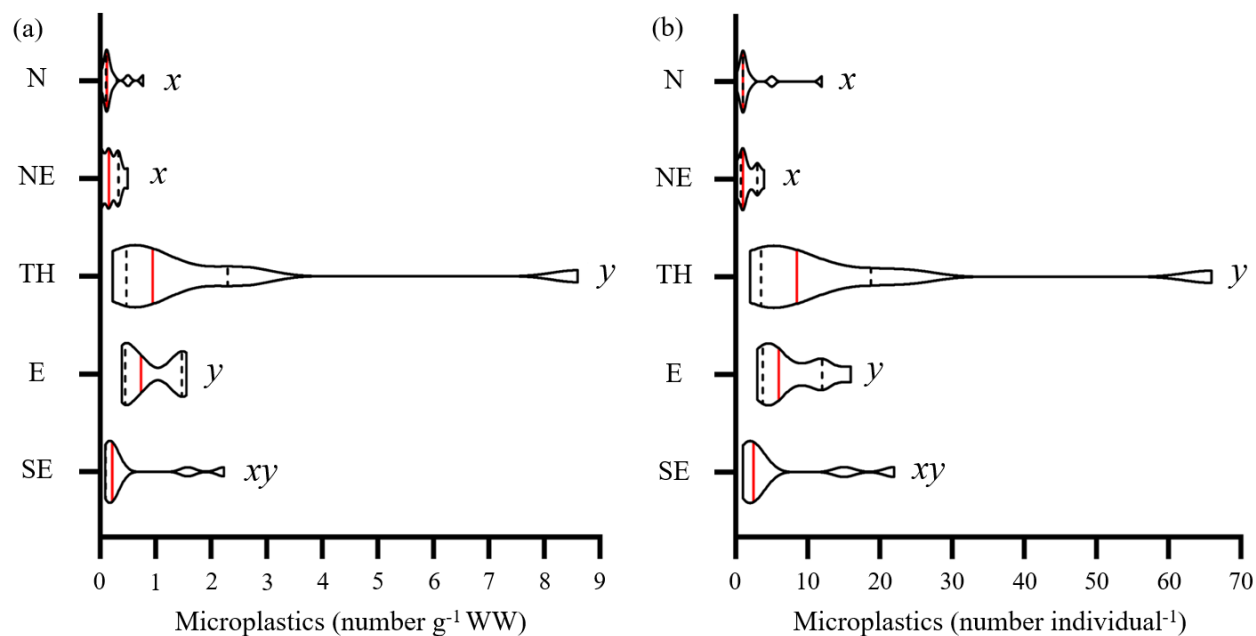 (a)
N
x
NE
x
TH
y
E
y
SE
xy
0 1 2 3 4 5 6 7 8 9
Microplastics (number g⁻¹ WW)
(b)
N
x
NE
x
TH
y
E
y
SE
xy
0 10 20 30 40 50 60 70
Microplastics (number individual⁻¹)